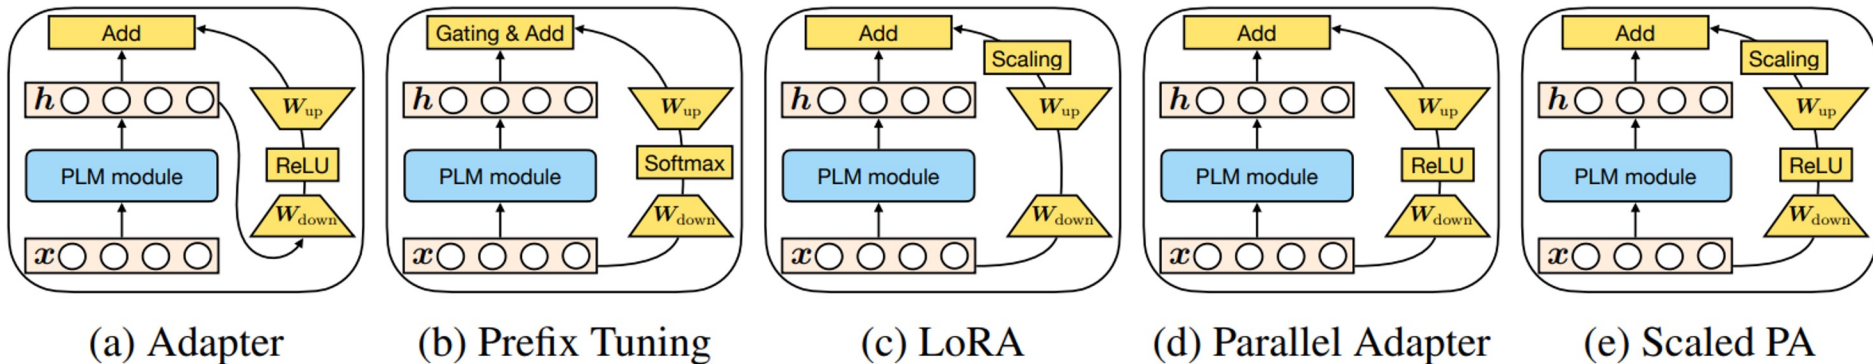 Add
h
PLM module
x
W_up
ReLU
W_down
(a) Adapter
Gating & Add
h
PLM module
x
W_up
Softmax
W_down
(b) Prefix Tuning
Add
Scaling
h
PLM module
x
W_up
W_down
(c) LoRA
Add
h
PLM module
x
W_up
ReLU
W_down
(d) Parallel Adapter
Add
Scaling
h
PLM module
x
W_up
ReLU
W_down
(e) Scaled PA